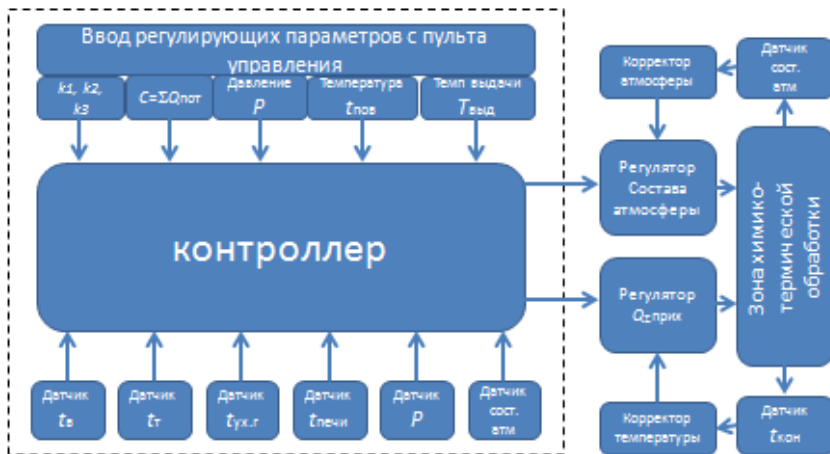 Ввод регулирующих параметров с пульта
управления
k1, k2,
k3
C=ΣQпот
Давление
P
Температура
tпов
Темп выдачи
Tвыд
контроллер
Датчик
tв
Датчик
tт
Датчик
tух.г
Датчик
tпечи
Датчик
P
Датчик
сост.
атм
Корректор
атмосферы
Датчик
сост.
атм
Регулятор
Состава
атмосферы
Регулятор
QΣприх
Зона химико-
термической
обработки
Корректор
температуры
Датчик
tкон